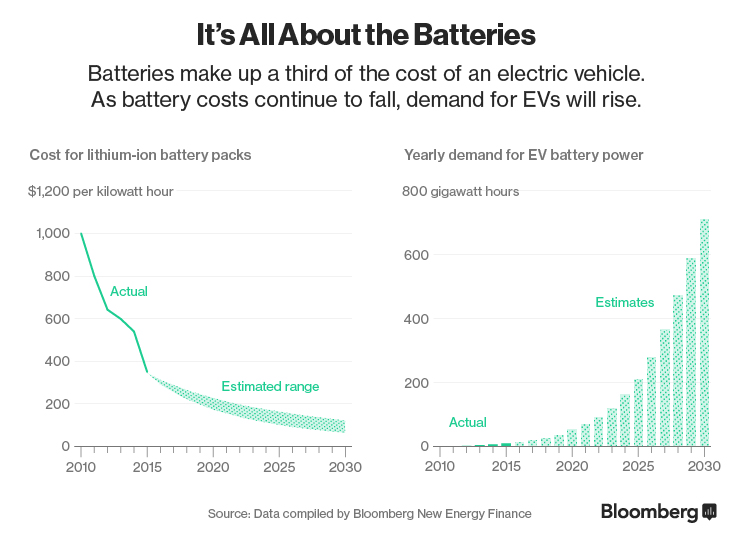 It's All About the Batteries
Batteries make up a third of the cost of an electric vehicle.
As battery costs continue to fall, demand for EVs will rise.
Cost for lithium-ion battery packs
$1,200 per kilowatt hour
1,000
800
600
400
200
0
Actual
Estimated range
2010 2015 2020 2025 2030
Yearly demand for EV battery power
800 gigawatt hours
600
400
200
0
Estimates
Actual
2010 2015 2020 2025 2030
Source: Data compiled by Bloomberg New Energy Finance
Bloomberg